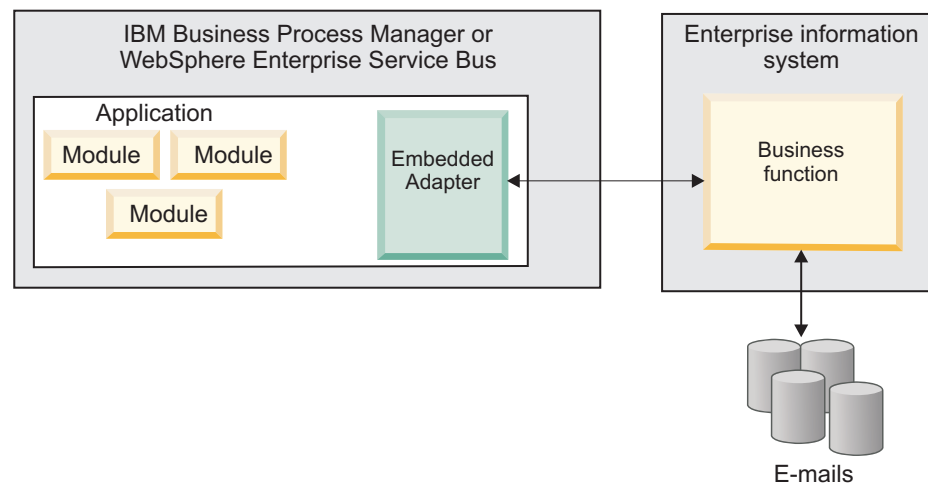 IBM Business Process Manager or
WebSphere Enterprise Service Bus
Application
Module
Module
Module
Embedded
Adapter
Enterprise information
system
Business
function
E-mails